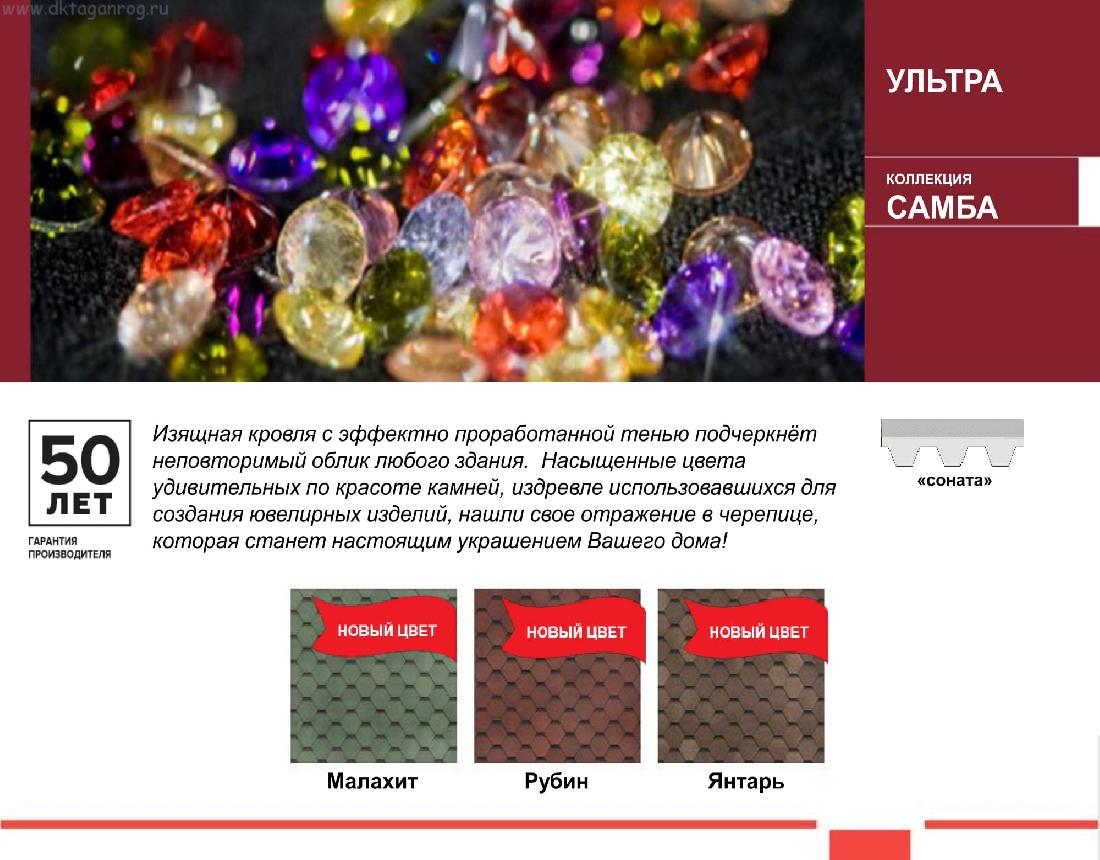 www.dktaganrog.ru
УЛЬТРА
КОЛЛЕКЦИЯ
САМБА
50
ЛЕТ
ГАРАНТИЯ
ПРОИЗВОДИТЕЛЯ
Изящная кровля с эффектно проработанной тенью подчеркнёт
неповторимый облик любого здания. Насыщенные цвета
удивительных по красоте камней, издревле использовавшихся для
создания ювелирных изделий, нашли свое отражение в черепице,
которая станет настоящим украшением Вашего дома!
«соната»
НОВЫЙ ЦВЕТ
НОВЫЙ ЦВЕТ
НОВЫЙ ЦВЕТ
Малахит
Рубин
Янтарь